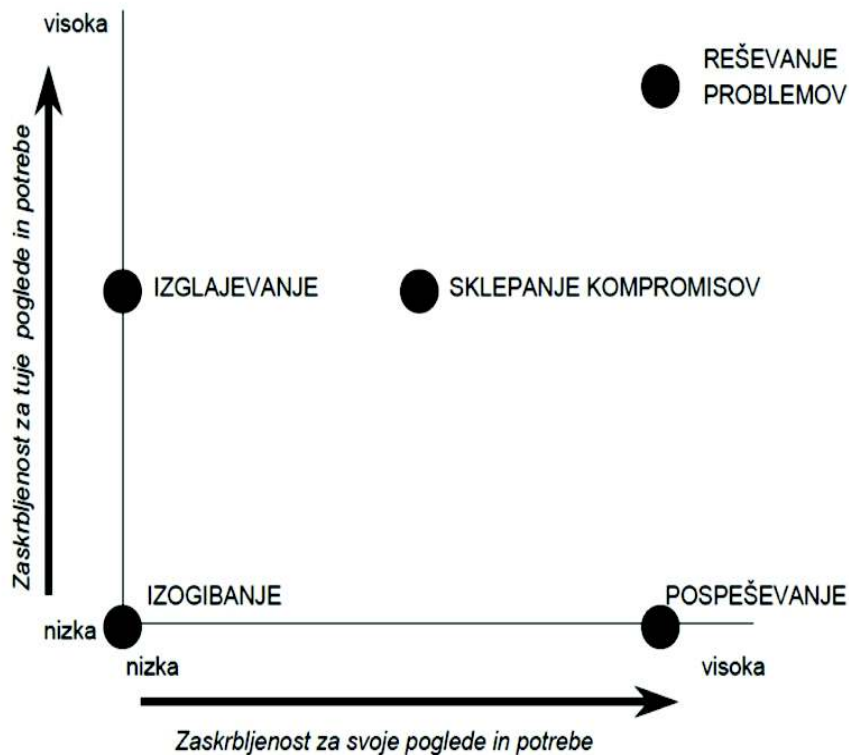 visoka
REŠEVANJE
PROBLEMOV
Zaskrbljenost za tuje poglede in potrebe
IZGLAJEVANJE
SKLEPANJE KOMPROMISOV
IZOGIBANJE
POSPEŠEVANJE
nizka
nizka
visoka
Zaskrbljenost za svoje poglede in potrebe